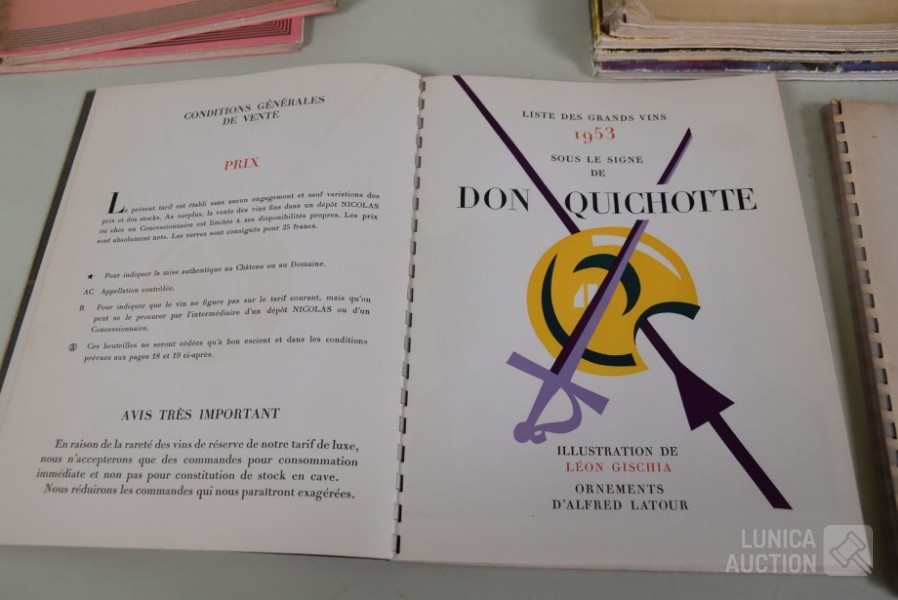 CONDITIONS GÉNÉRALES
DE VENTE
PRIX
Le présent tarif est établi sans aucun engagement et sauf variations des
prix et des stocks. Au surplus, la vente des vins fins dans un dépôt NICOLAS
ou chez un Concessionnaire est limitée à ses disponibilités propres. Les prix
sont absolument nets. Les verres sont consignés pour 25 francs.
★ Pour indiquer la mise authentique au Château ou au Domaine.
AC Appellation contrôlée.
R Pour indiquer que le vin ne figure pas sur le tarif courant, mais qu'on
peut se le procurer par l'intermédiaire d'un dépôt NICOLAS ou d'un
Concessionnaire.
Ces bouteilles ne seront cédées qu'à bon escient et dans les conditions
prévues aux pages 18 et 19 ci-après.
AVIS TRÈS IMPORTANT
En raison de la rareté des vins de réserve de notre tarif de luxe,
nous n'accepterons que des commandes pour consommation
immédiate et non pas pour constitution de stock en cave.
Nous réduirons les commandes qui nous paraîtront exagérées.
LISTE DES GRANDS VINS
1953
SOUS LE SIGNE
DE
DON QUICHOTTE
ILLUSTRATION DE
LÉON GISCHIA
ORNEMENTS
D'ALFRED LATOUR
LUNICA
AUCTION